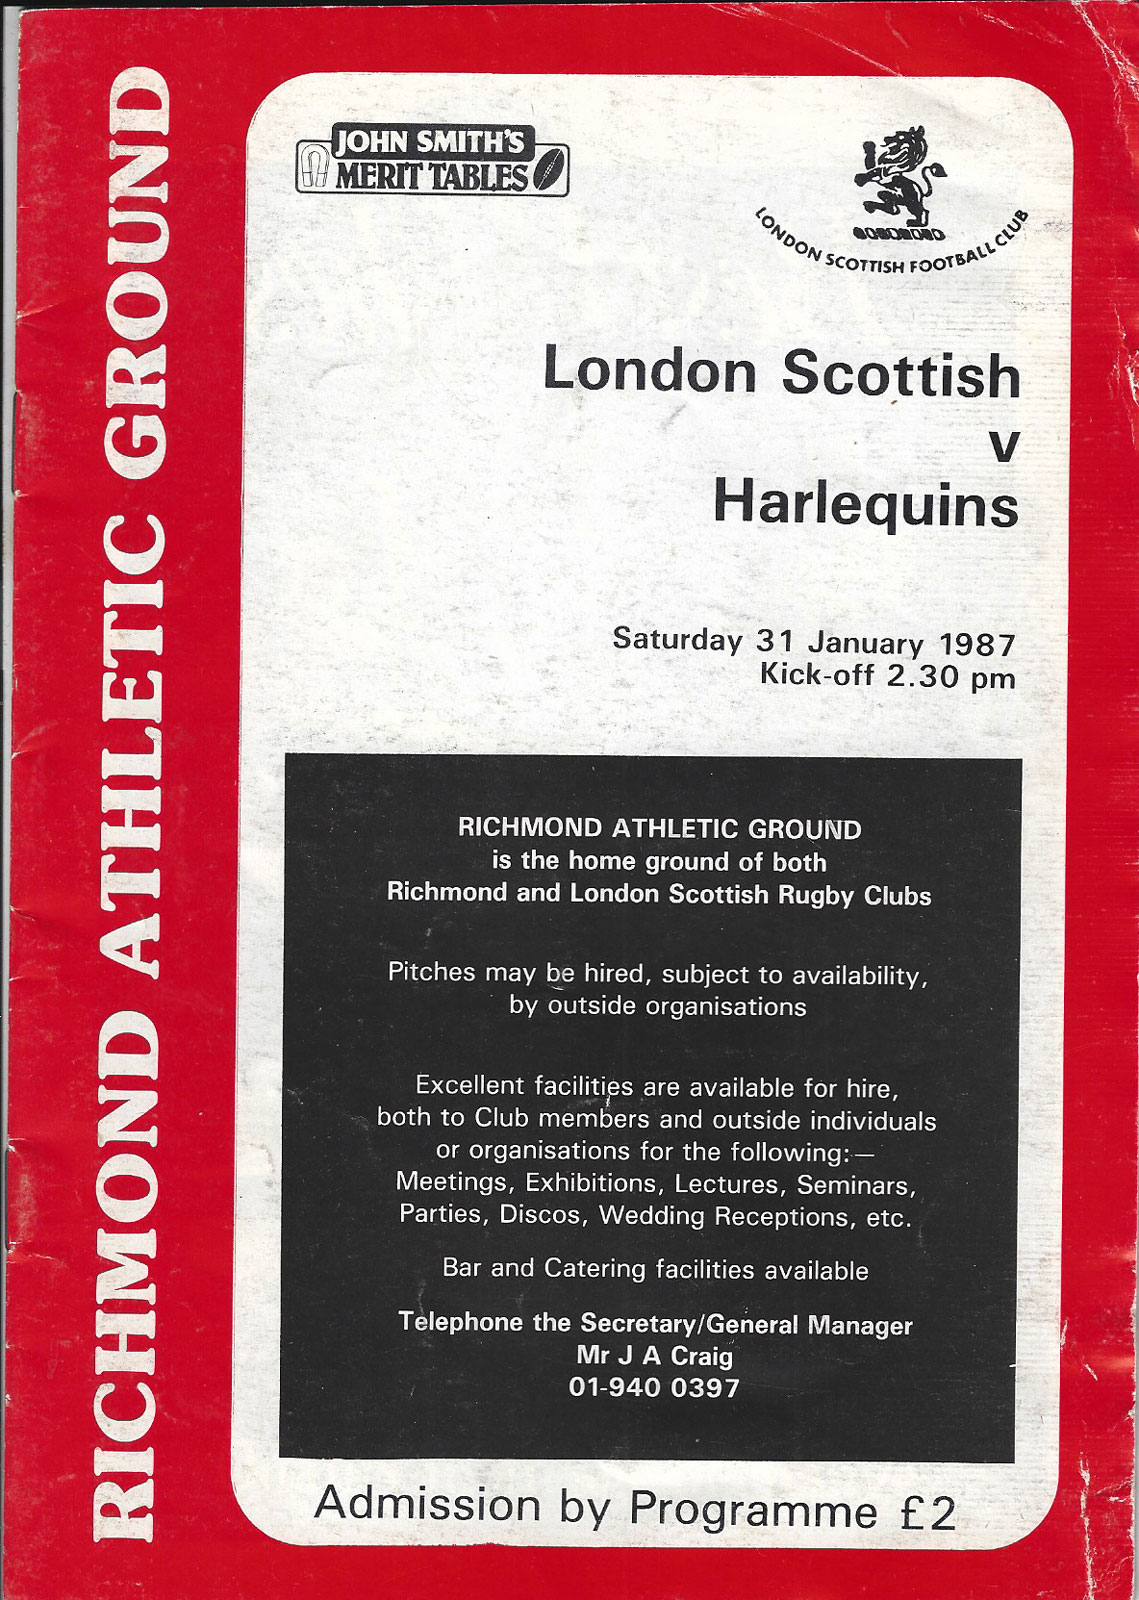 RICHMOND ATHLETIC GROUND
JOHN SMITH'S
MERIT TABLES
LONDON SCOTTISH FOOTBALL CLUB
London Scottish
v
Harlequins
Saturday 31 January 1987
Kick-off 2.30 pm
RICHMOND ATHLETIC GROUND
is the home ground of both
Richmond and London Scottish Rugby Clubs
Pitches may be hired, subject to availability,
by outside organisations
Excellent facilities are available for hire,
both to Club members and outside individuals
or organisations for the following:—
Meetings, Exhibitions, Lectures, Seminars,
Parties, Discos, Wedding Receptions, etc.
Bar and Catering facilities available
Telephone the Secretary/General Manager
Mr J A Craig
01-940 0397
Admission by Programme £2